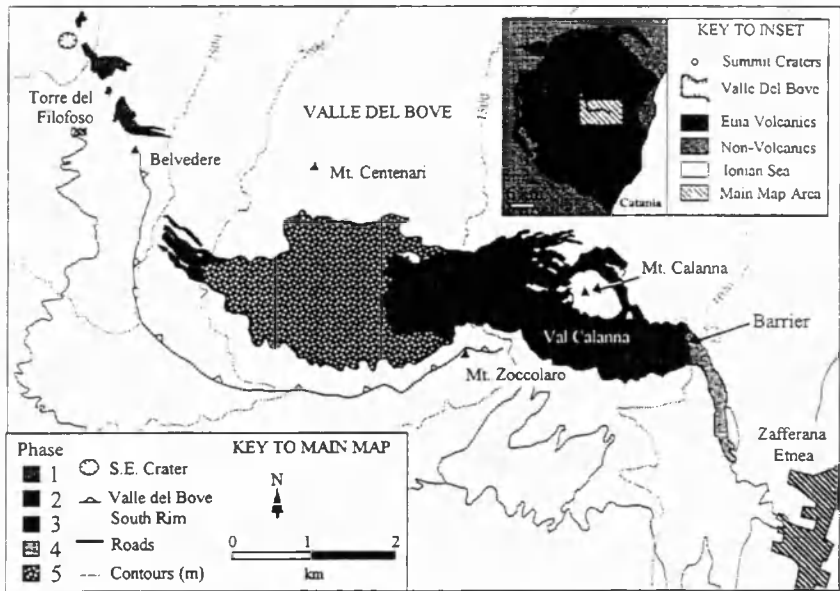 KEY TO INSET
Summit Craters
Valle Del Bove
Etna Volcanics
Non-Volcanics
Ionian Sea
Main Map Area
Catania
1500
Torre del
Filofoso
VALLE DEL BOVE
Belvedere
Mt. Centenari
Mt. Calanna
Val Calanna
Barrier
Mt. Zoccolaro
Zafferana
Etnea
Phase
1
2
3
4
5
KEY TO MAIN MAP
S.E. Crater
Valle del Bove
South Rim
Roads
Contours (m)
N
0 1 2
km